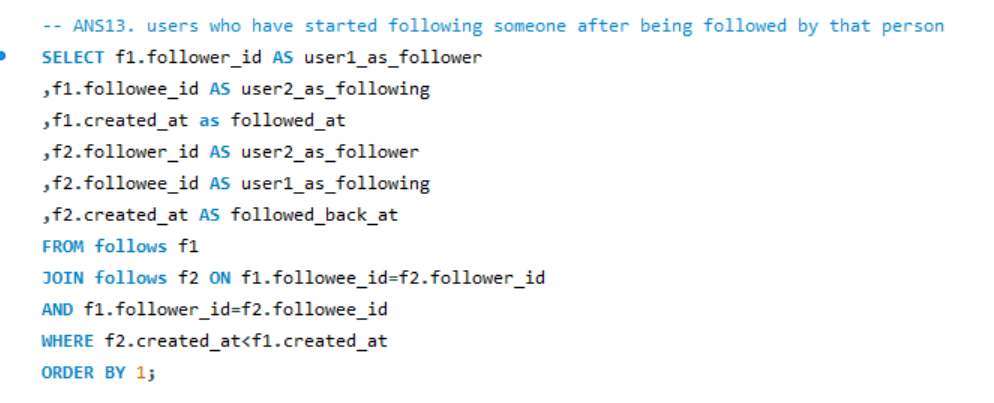 -- ANS13. users who have started following someone after being followed by that person
SELECT f1.follower_id AS user1_as_follower
,f1.followee_id AS user2_as_following
,f1.created_at as followed_at
,f2.follower_id AS user2_as_follower
,f2.followee_id AS user1_as_following
,f2.created_at AS followed_back_at
FROM follows f1
JOIN follows f2 ON f1.followee_id=f2.follower_id
AND f1.follower_id=f2.followee_id
WHERE f2.created_at<f1.created_at
ORDER BY 1;